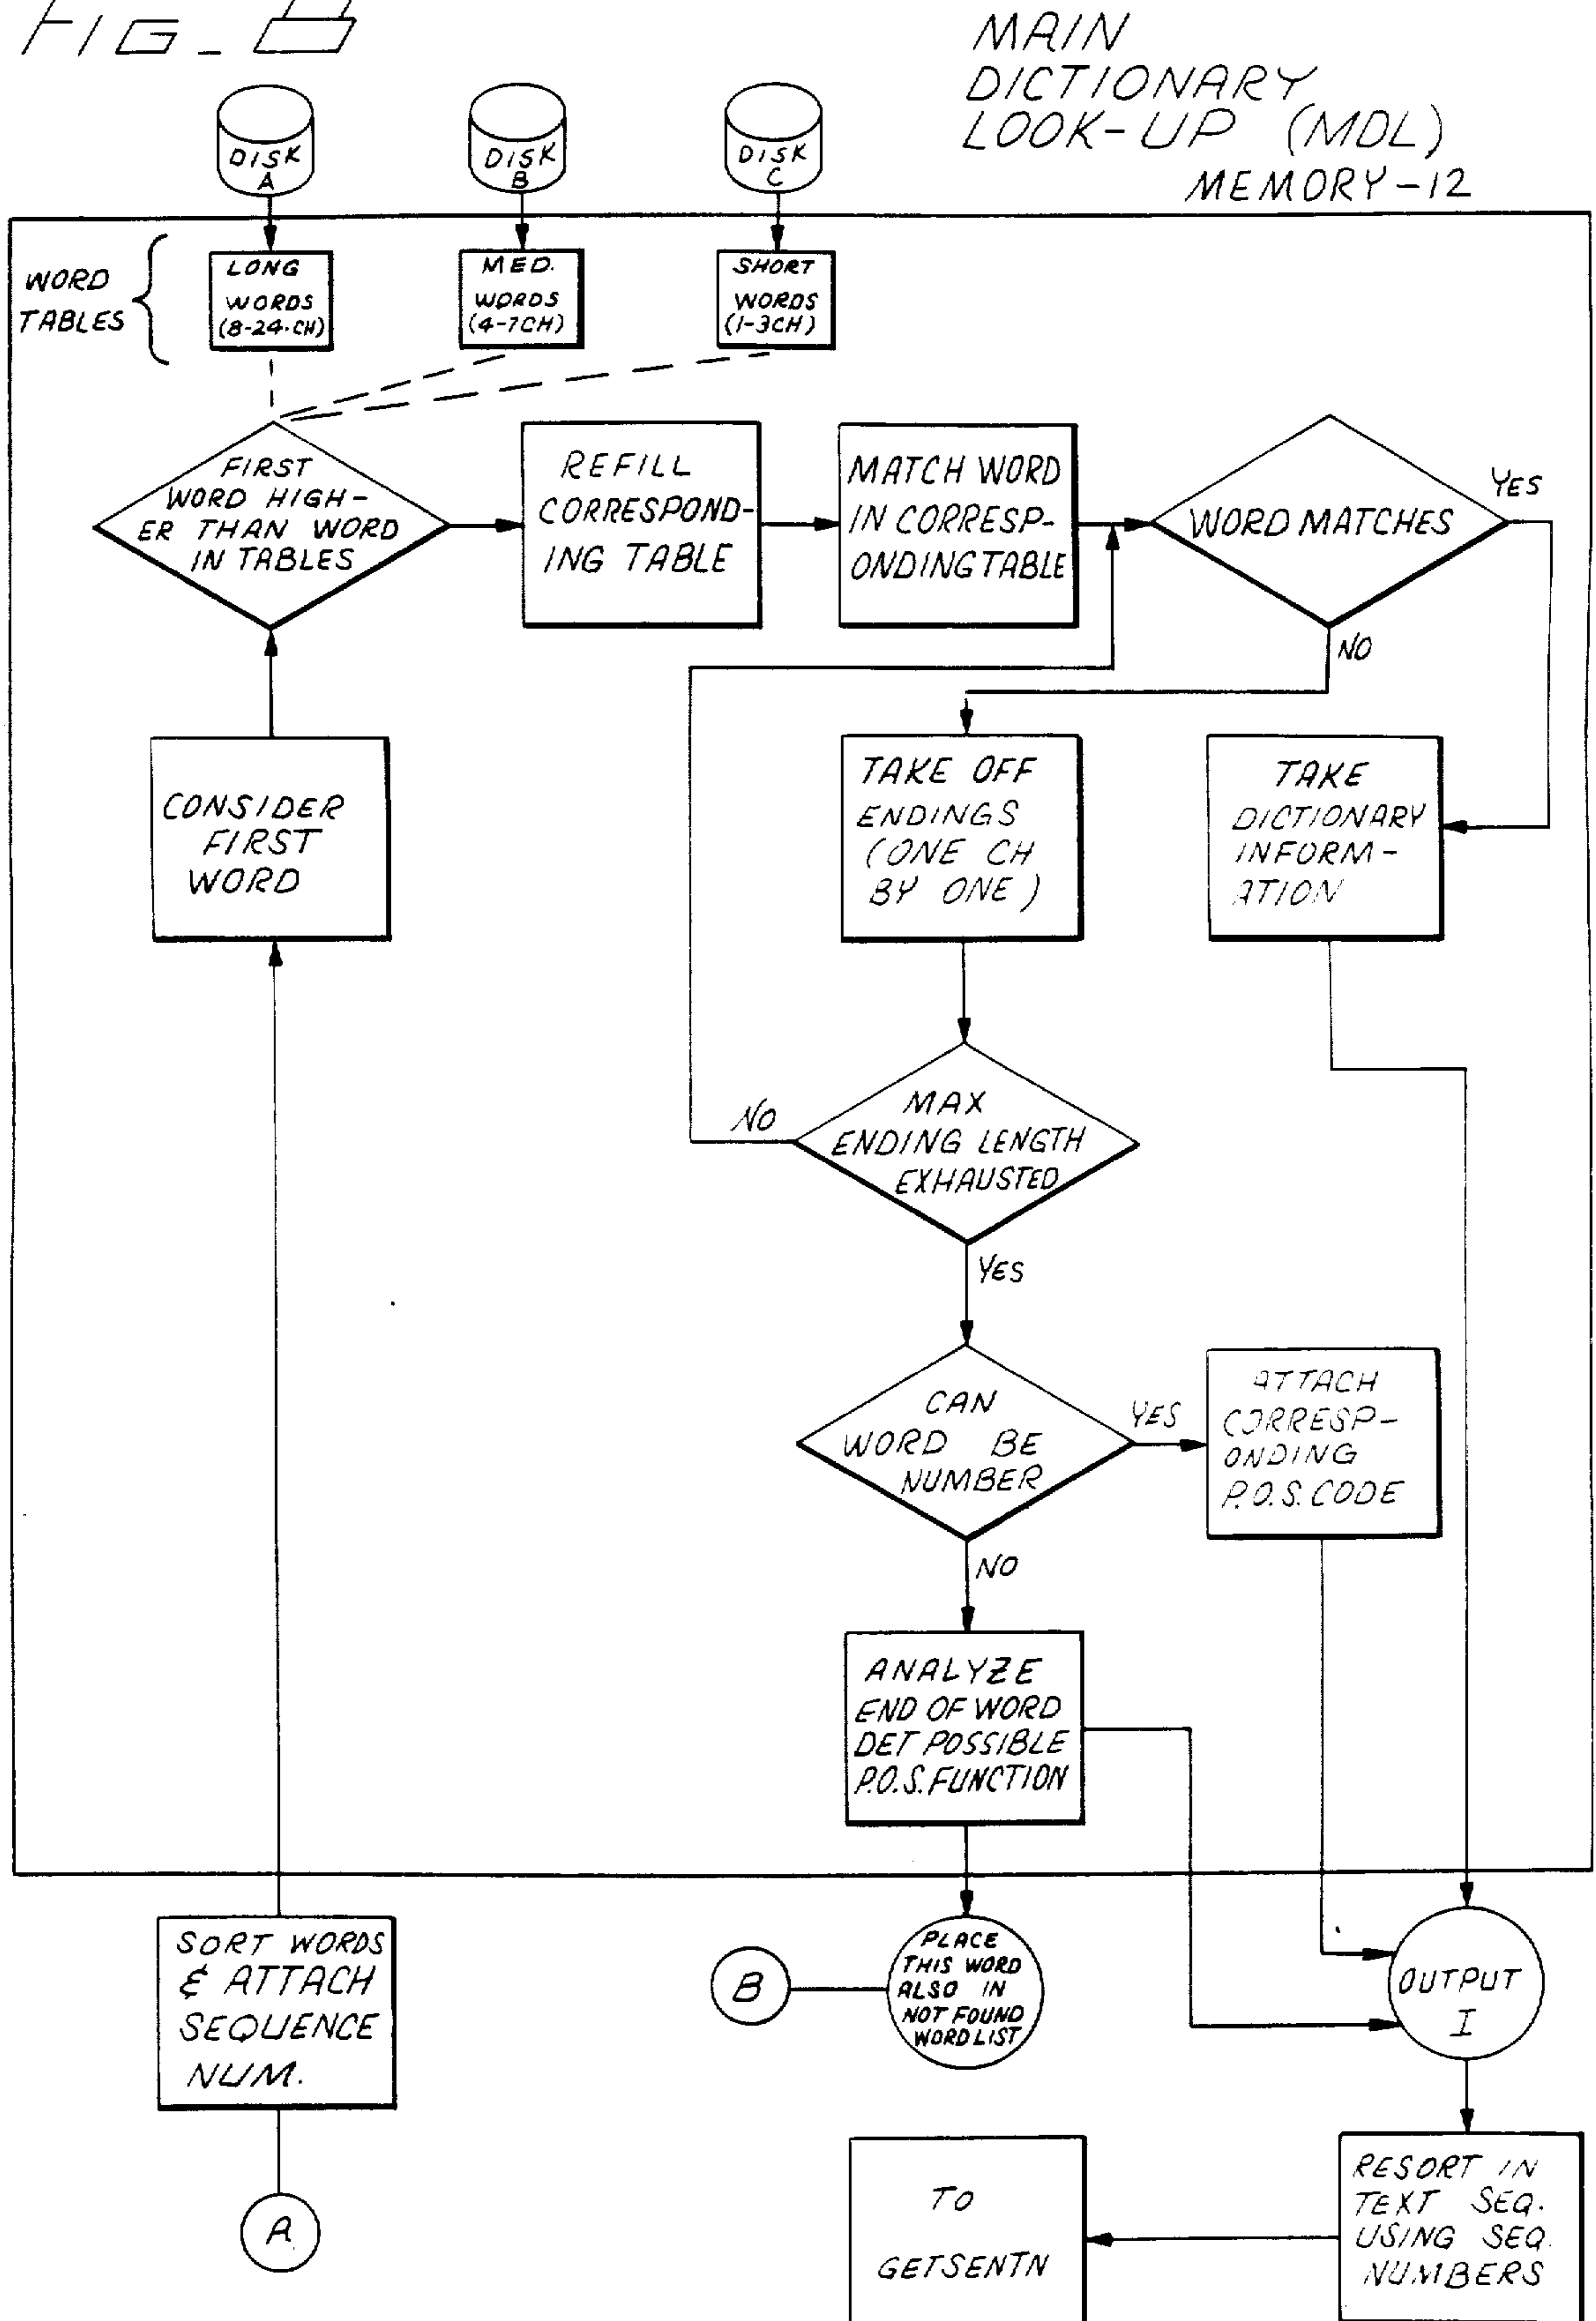 FIG_8
MAIN
DICTIONARY
LOOK-UP (MDL)
MEMORY-12
DISK
A
DISK
B
DISK
C
WORD
TABLES
LONG
WORDS
(8-24-CH)
MED.
WORDS
(4-7CH)
SHORT
WORDS
(1-3CH)
FIRST
WORD HIGH-
ER THAN WORD
IN TABLES
REFILL
CORRESPOND-
ING TABLE
MATCH WORD
IN CORRESP-
ONDING TABLE
WORD MATCHES
YES
NO
CONSIDER
FIRST
WORD
TAKE OFF
ENDINGS
(ONE CH
BY ONE)
TAKE
DICTIONARY
INFORM-
ATION
NO
MAX
ENDING LENGTH
EXHAUSTED
YES
CAN
WORD BE
NUMBER
YES
ATTACH
CORRESP-
ONDING
P.O.S. CODE
NO
ANALYZE
END OF WORD
DET POSSIBLE
P.O.S. FUNCTION
SORT WORDS
& ATTACH
SEQUENCE
NUM.
B
PLACE
THIS WORD
ALSO IN
NOT FOUND
WORD LIST
OUTPUT
I
A
TO
GETSENTN
RESORT IN
TEXT SEQ.
USING SEQ.
NUMBERS